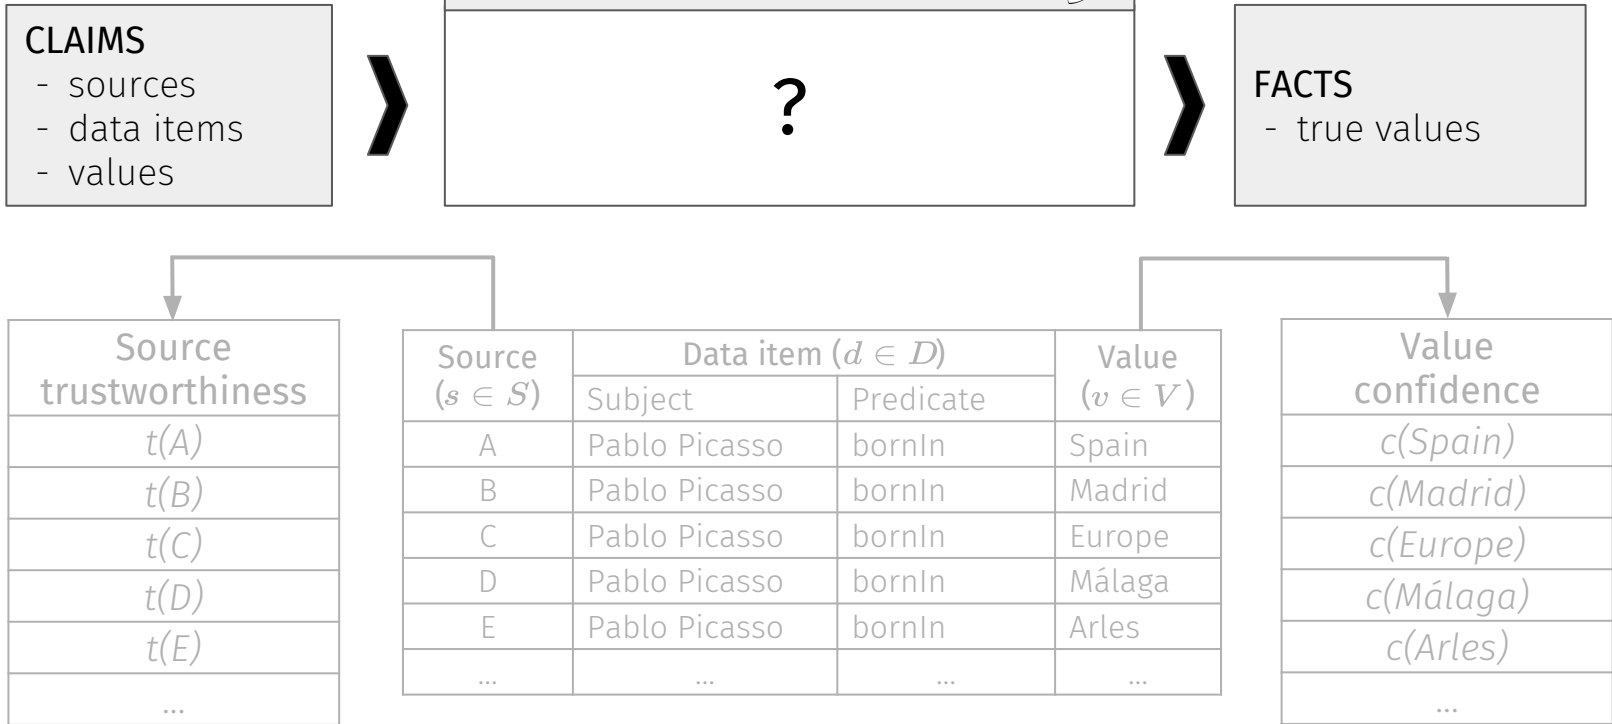 CLAIMS
- sources
- data items
- values
?
FACTS
- true values
Source
trustworthiness
t(A)
t(B)
t(C)
t(D)
t(E)
...
Source
(s ∈ S)
Data item (d ∈ D)
Value
(v ∈ V)
Subject
Predicate
A Pablo Picasso bornIn Spain
B Pablo Picasso bornIn Madrid
C Pablo Picasso bornIn Europe
D Pablo Picasso bornIn Málaga
E Pablo Picasso bornIn Arles
... ... ... ...
Value
confidence
c(Spain)
c(Madrid)
c(Europe)
c(Málaga)
c(Arles)
...